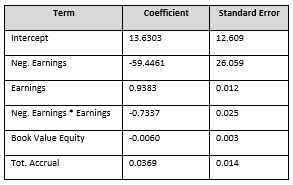 Term Coefficient Standard Error
Intercept 13.6303 12.609
Neg. Earnings -59.4461 26.059
Earnings 0.9383 0.012
Neg. Earnings * Earnings -0.7337 0.025
Book Value Equity -0.0060 0.003
Tot. Accrual 0.0369 0.014